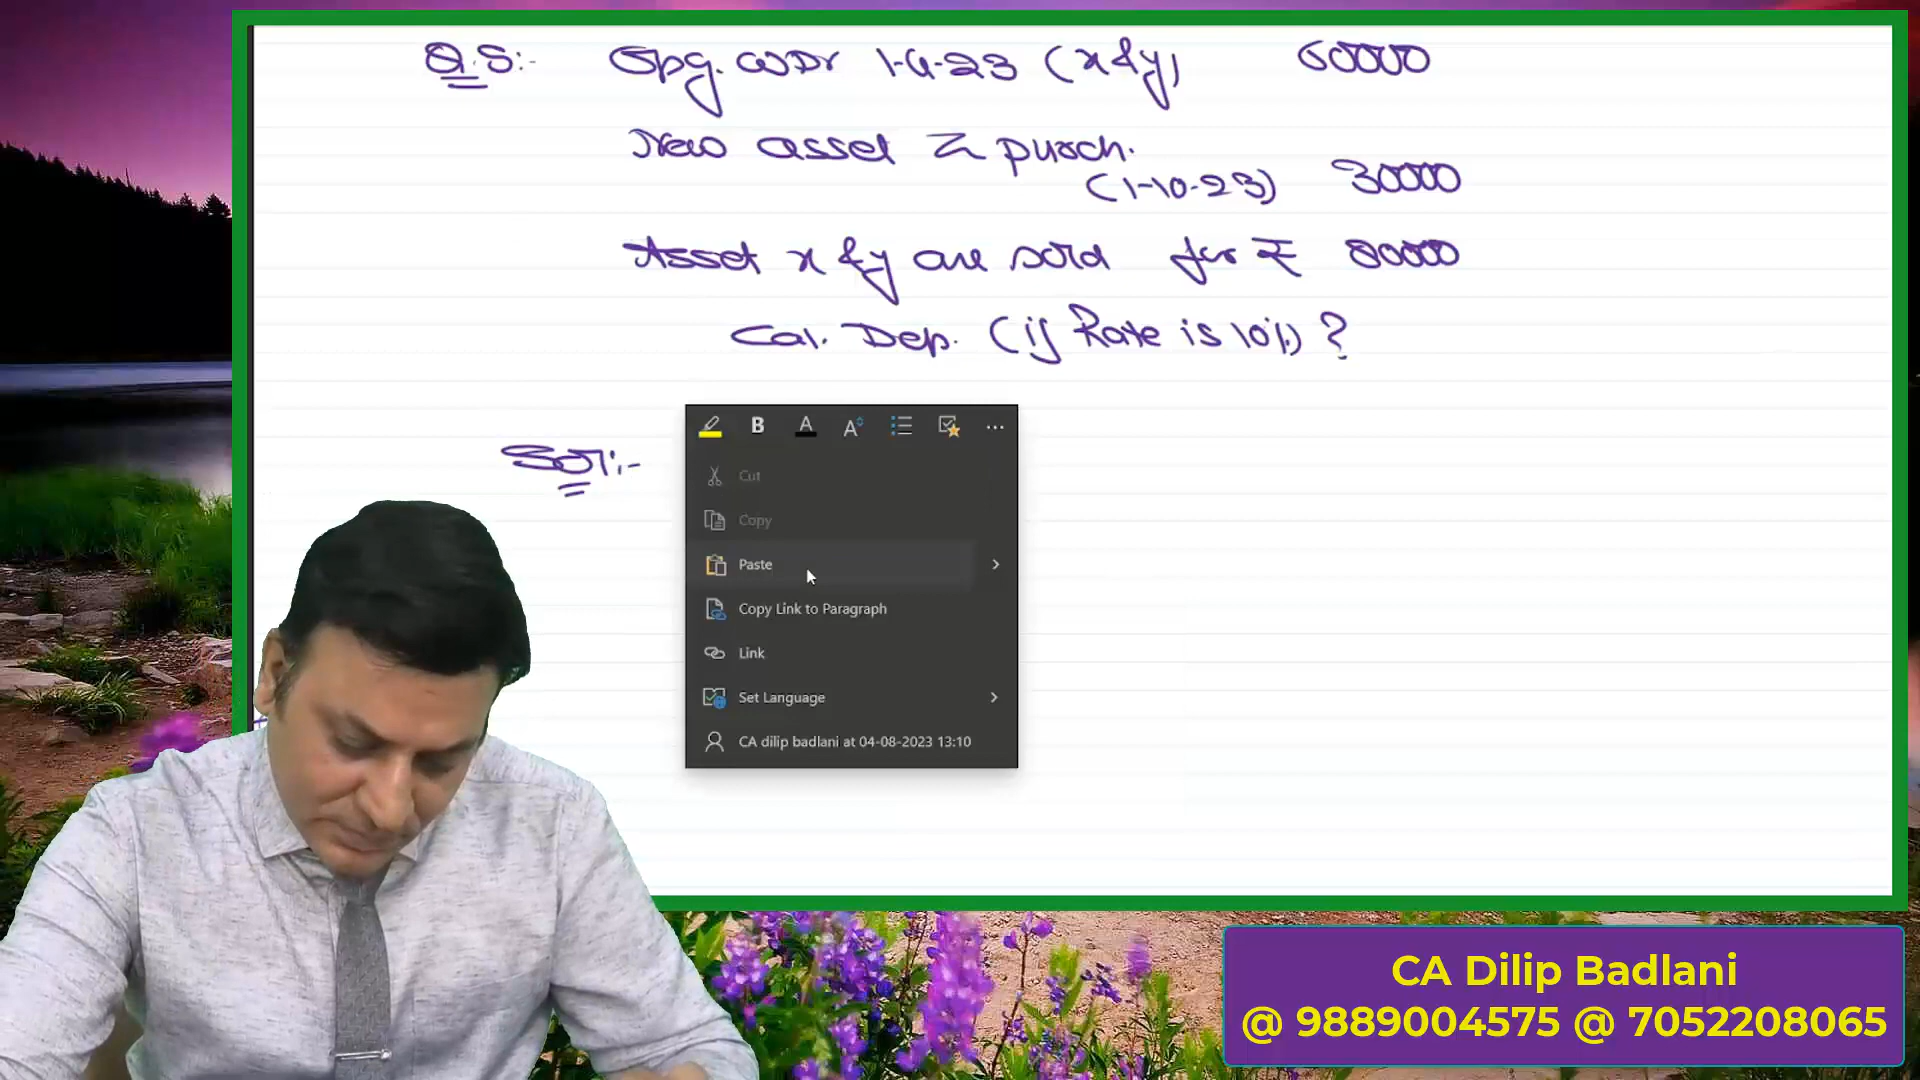 Q.5:- Opg. WDV 1-4-23 (x & y) 60000
New asset Z purch.
(1-10-23) 30000
Asset x & y are sold for ₹ 80000
Cal. Dep. (if Rate is 10%) ?
Sol:-
B A A
Cut
Copy
Paste
Copy Link to Paragraph
Link
Set Language
CA dilip badlani at 04-08-2023 13:10
CA Dilip Badlani
@ 9889004575 @ 7052208065